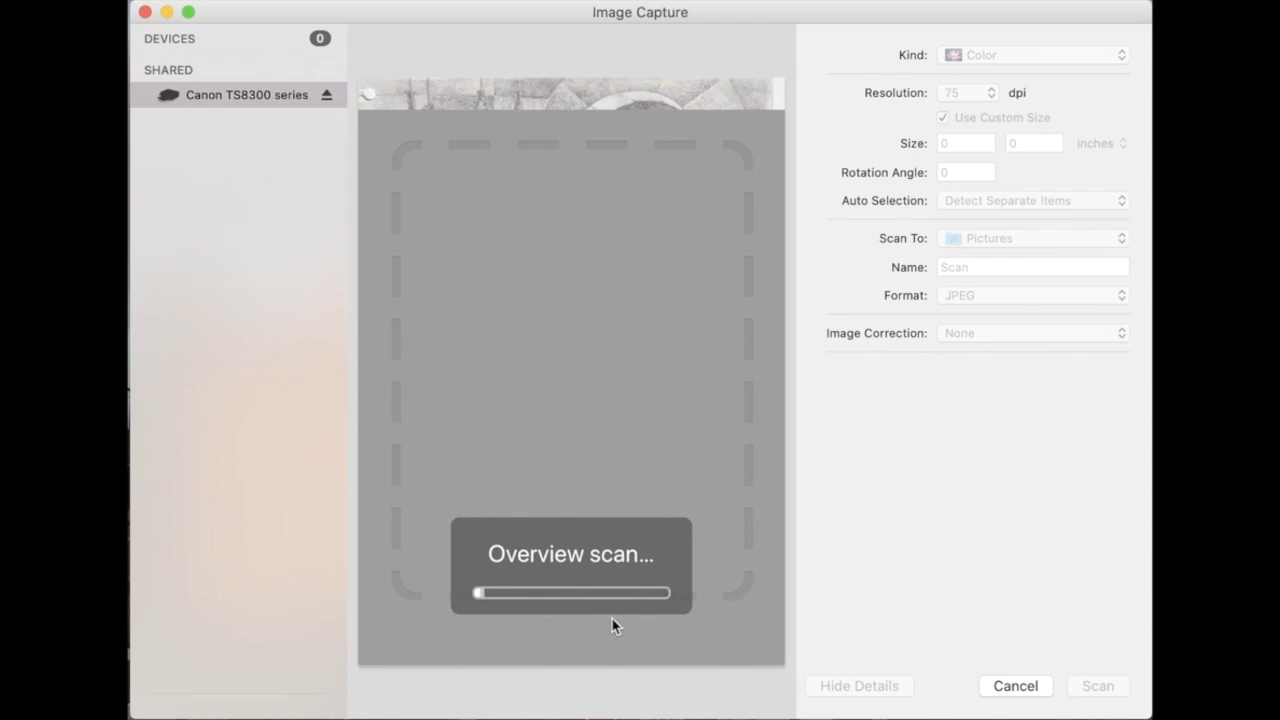 Image Capture
DEVICES 0
SHARED
Canon TS8300 series
Overview scan...
Kind: Color
Resolution: 75 dpi
Use Custom Size
Size: 0 0 inches
Rotation Angle: 0
Auto Selection: Detect Separate Items
Scan To: Pictures
Name: Scan
Format: JPEG
Image Correction: None
Hide Details Cancel Scan